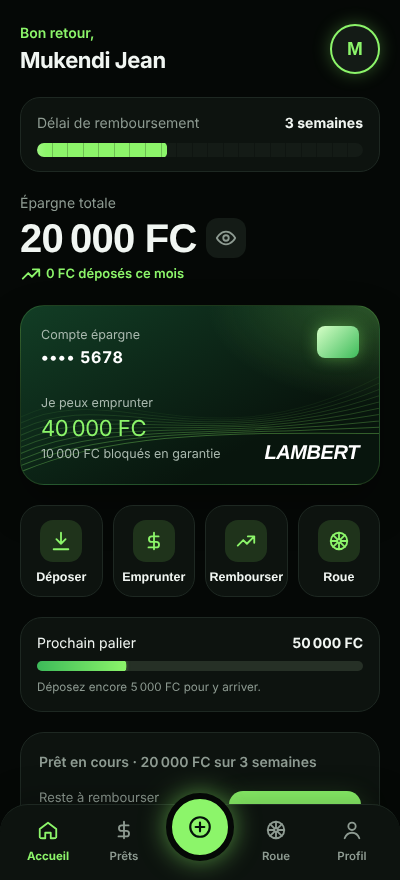 Bon retour,
Mukendi Jean
M
Délai de remboursement
3 semaines
Épargne totale
20 000 FC
0 FC déposés ce mois
Compte épargne
•••• 5678
Je peux emprunter
40 000 FC
10 000 FC bloqués en garantie
LAMBERT
Déposer
Emprunter
Rembourser
Roue
Prochain palier
50 000 FC
Déposez encore 5 000 FC pour y arriver.
Prêt en cours · 20 000 FC sur 3 semaines
Reste à rembourser
Accueil
Prêts
Roue
Profil